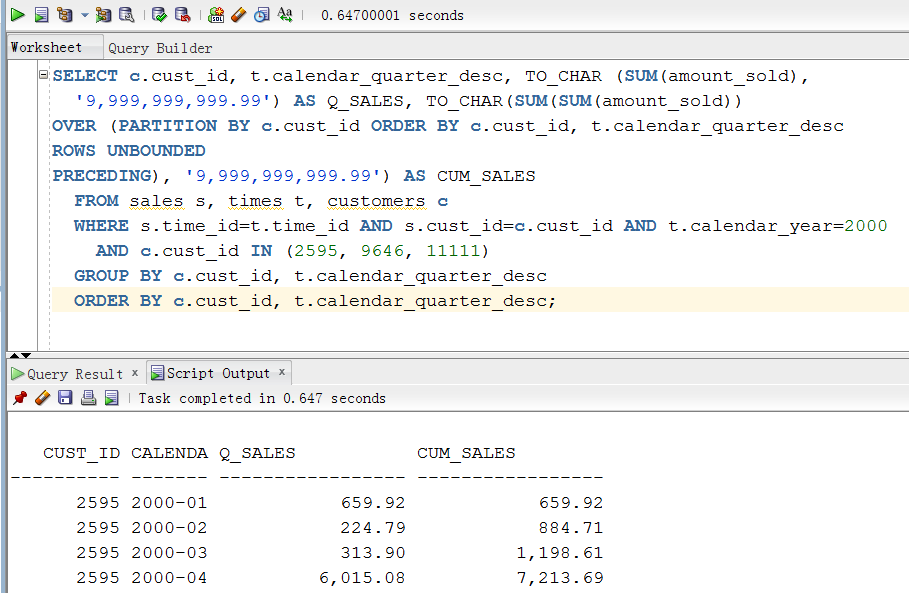 0.64700001 seconds
Worksheet Query Builder
SELECT c.cust_id, t.calendar_quarter_desc, TO_CHAR (SUM(amount_sold),
'9,999,999,999.99') AS Q_SALES, TO_CHAR(SUM(SUM(amount_sold))
OVER (PARTITION BY c.cust_id ORDER BY c.cust_id, t.calendar_quarter_desc
ROWS UNBOUNDED
PRECEDING), '9,999,999,999.99') AS CUM_SALES
FROM sales s, times t, customers c
WHERE s.time_id=t.time_id AND s.cust_id=c.cust_id AND t.calendar_year=2000
AND c.cust_id IN (2595, 9646, 11111)
GROUP BY c.cust_id, t.calendar_quarter_desc
ORDER BY c.cust_id, t.calendar_quarter_desc;
Query Result x Script Output x
Task completed in 0.647 seconds
CUST_ID CALENDA Q_SALES CUM_SALES
---------- ------- ----------------- -----------------
2595 2000-01 659.92 659.92
2595 2000-02 224.79 884.71
2595 2000-03 313.90 1,198.61
2595 2000-04 6,015.08 7,213.69